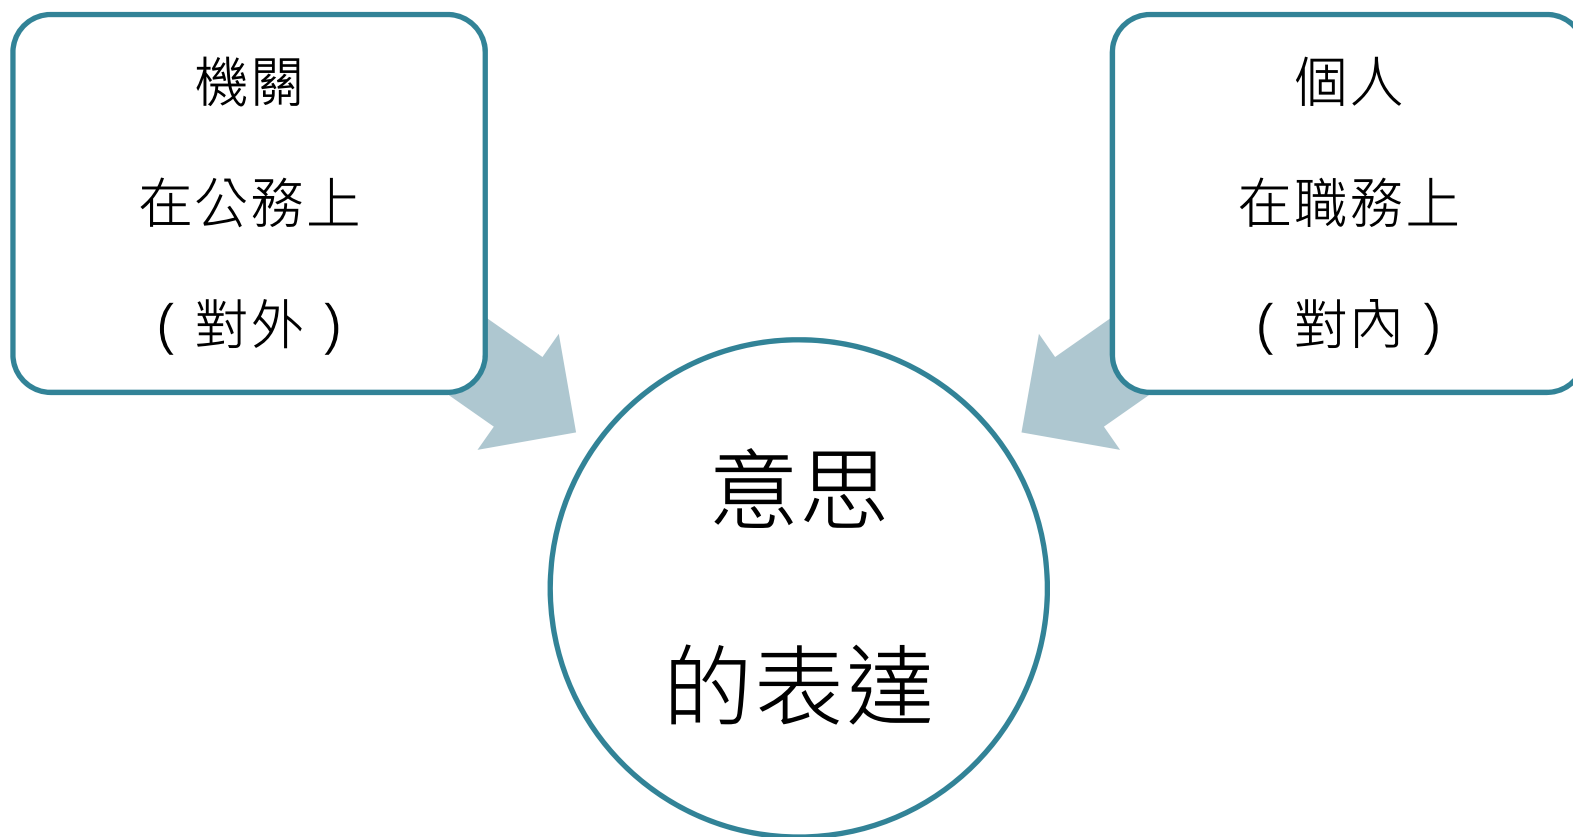 機關
在公務上
(對外)
個人
在職務上
(對內)
意思
的表達